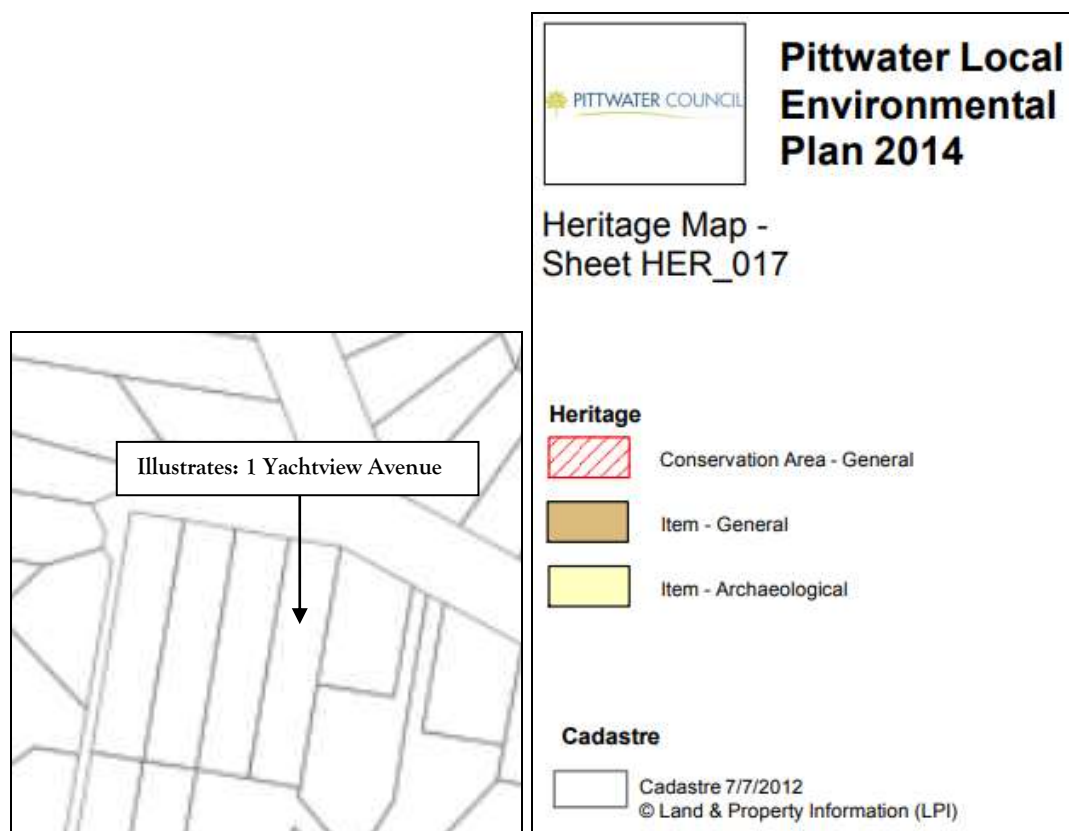 PITTWATER COUNCIL
Pittwater Local
Environmental
Plan 2014
Heritage Map -
Sheet HER_017
Illustrates: 1 Yachtview Avenue
Heritage
Conservation Area - General
Item - General
Item - Archaeological
Cadastre
Cadastre 7/7/2012
© Land & Property Information (LPI)